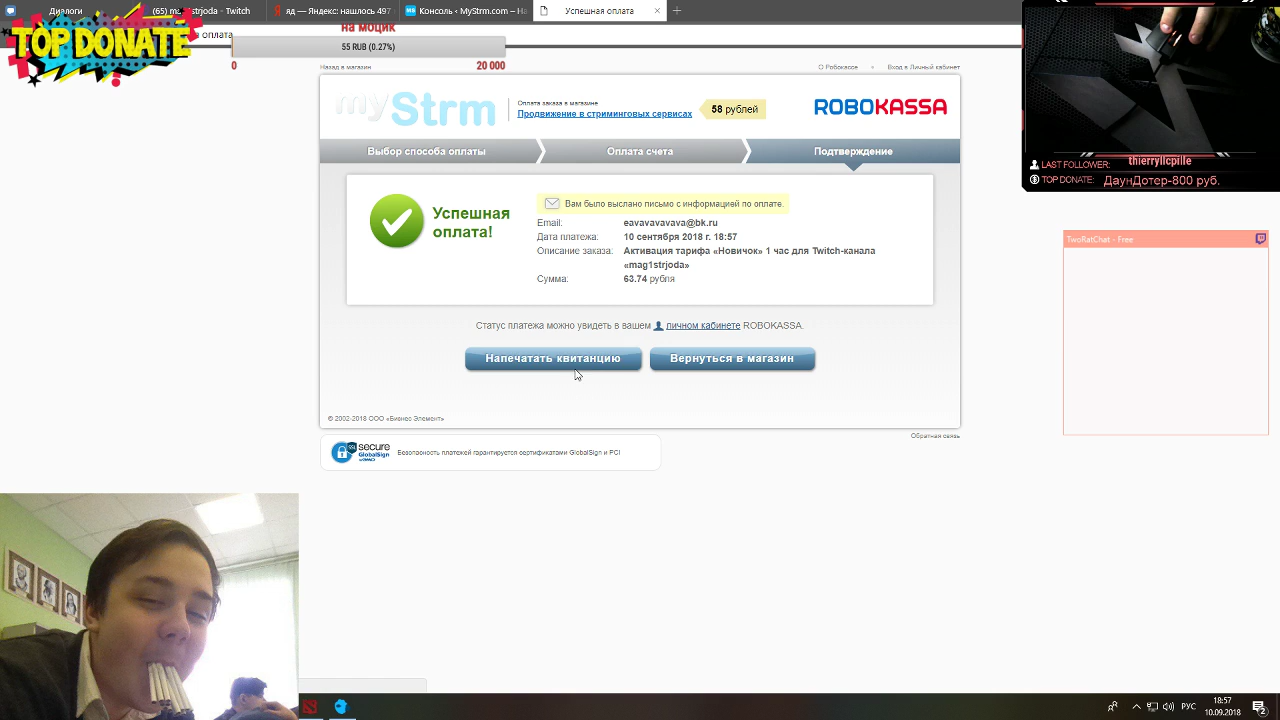 Диалоги
- Twitch
Я Яндекс.Деньги · 497
MS Консоль ‹ MyStrm.com - На
Успешная оплата
×
+
TOP DONATE
оплата
на моцик
55 RUB (0.27%)
0
20 000
Назад в магазин
О Робокассе
Вход в Личный кабинет
myStrm
Оплата заказа в магазине
Продвижение в стриминговых сервисах
58 рублей
ROBOKASSA
Выбор способа оплаты
Оплата счета
Подтверждение
Успешная
оплата!
Вам было выслано письмо с информацией по оплате.
Email: eavavavavava@bk.ru
Дата платежа: 10 сентября 2018 г. 18:57
Описание заказа: Активация тарифа «Новичок» 1 час для Twitch-канала
«mag1strjoda»
Сумма: 63.74 рубля
Статус платежа можно увидеть в вашем личном кабинете ROBOKASSA.
Напечатать квитанцию
Вернуться в магазин
© 2002-2018 ООО «Бизнес Элемент»
Обратная связь
secure
GlobalSign
Безопасность платежей гарантируется сертификатами GlobalSign и PCI
LAST FOLLOWER: thierryllcpille
TOP DONATE: ДаунДотер-800 руб.
TwoRatChat - Free
РУС
18:57
10.09.2018
2